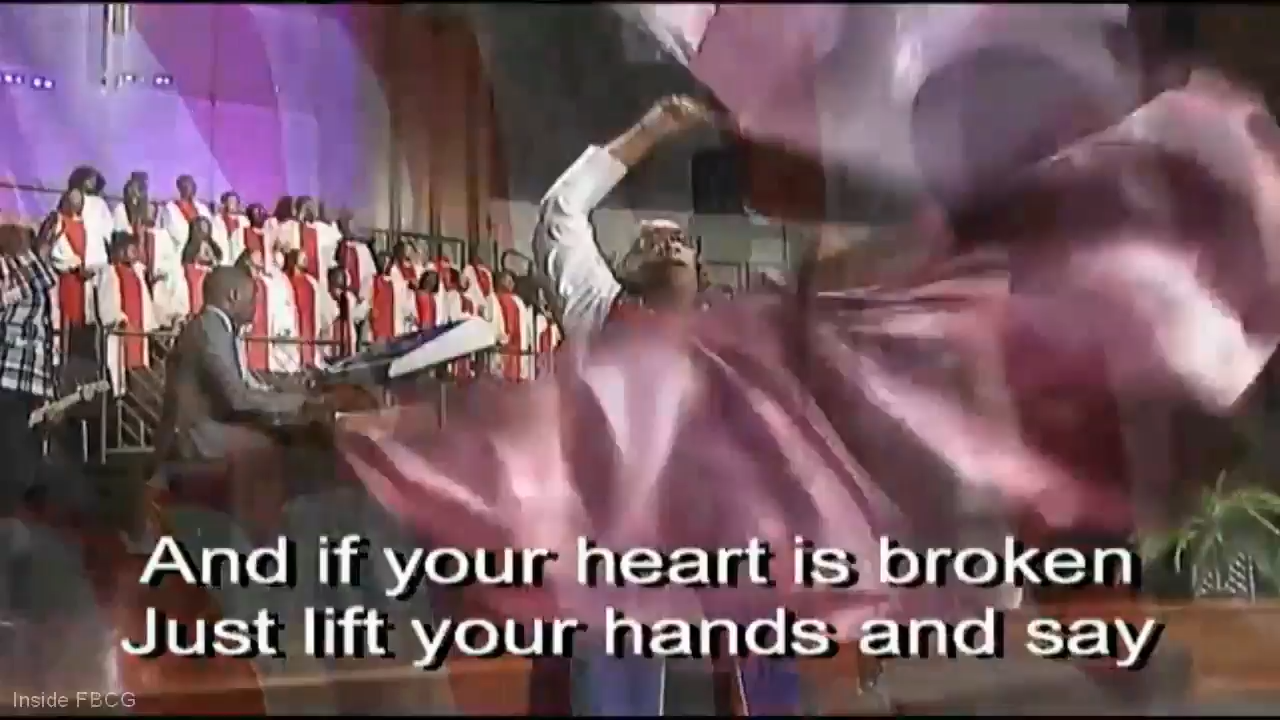 And if your heart is broken
Just lift your hands and say
Inside FBCG